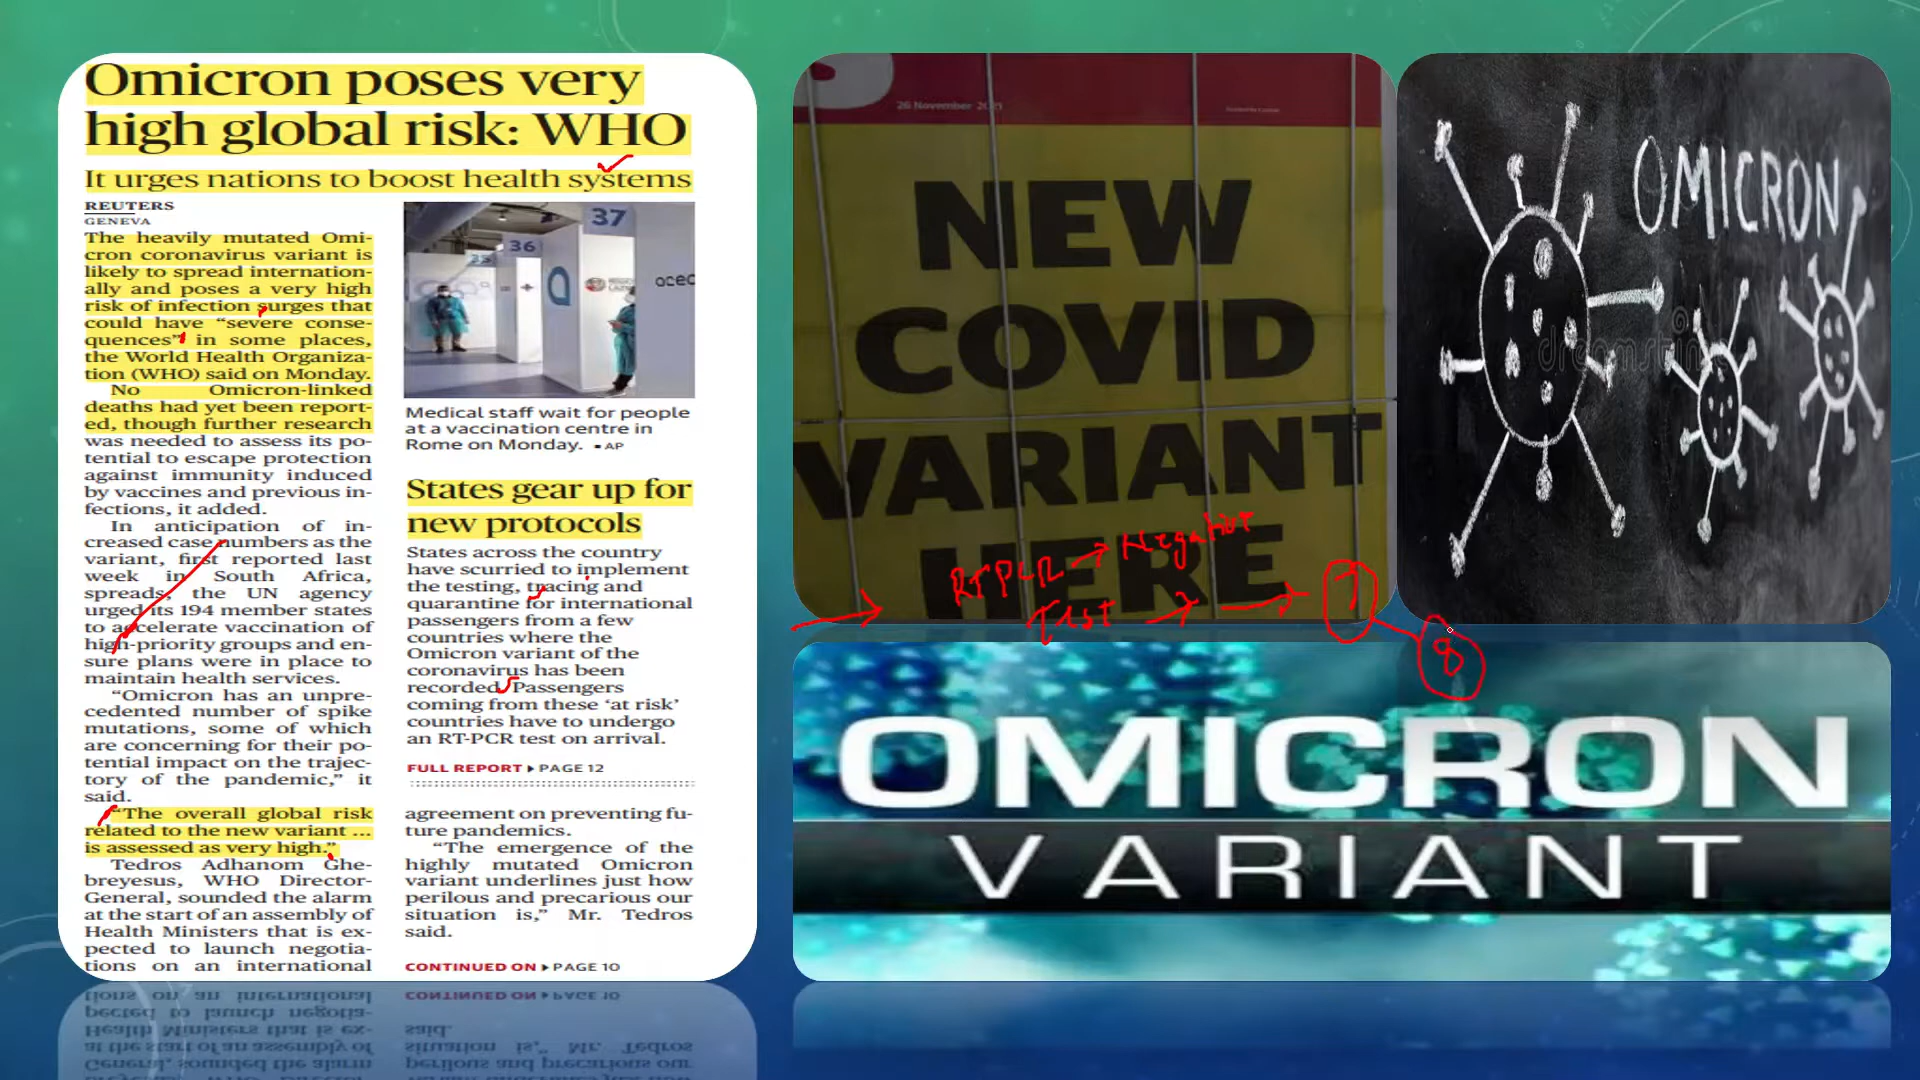 Omicron poses very
high global risk: WHO
It urges nations to boost health systems
REUTERS
GENEVA
The heavily mutated Omi-
cron coronavirus variant is
likely to spread internation-
ally and poses a very high
risk of infection surges that
could have “severe conse-
quences” in some places,
the World Health Organiza-
tion (WHO) said on Monday.
No Omicron-linked
deaths had yet been report-
ed, though further research
was needed to assess its po-
tential to escape protection
against immunity induced
by vaccines and previous in-
fections, it added.
In anticipation of in-
creased case numbers as the
variant, first reported last
week in South Africa,
spreads, the UN agency
urged its 194 member states
to accelerate vaccination of
high-priority groups and en-
sure plans were in place to
maintain health services.
“Omicron has an unpre-
cedented number of spike
mutations, some of which
are concerning for their po-
tential impact on the trajec-
tory of the pandemic,” it
said.
“The overall global risk
related to the new variant ...
is assessed as very high.”
Tedros Adhanom Ghe-
breyesus, WHO Director-
General, sounded the alarm
at the start of an assembly of
Health Ministers that is ex-
pected to launch negotia-
tions on an international
35
36
37
Medical staff wait for people
at a vaccination centre in
Rome on Monday. ▪ AP
States gear up for
new protocols
States across the country
have scurried to implement
the testing, tracing and
quarantine for international
passengers from a few
countries where the
Omicron variant of the
coronavirus has been
recorded. Passengers
coming from these ‘at risk’
countries have to undergo
an RT-PCR test on arrival.
FULL REPORT ▸ PAGE 12
agreement on preventing fu-
ture pandemics.
“The emergence of the
highly mutated Omicron
variant underlines just how
perilous and precarious our
situation is,” Mr. Tedros
said.
CONTINUED ON ▸ PAGE 10
26 November 2021
NEW
COVID
VARIANT
HERE
RTPCR → Negative
Test → → 7
8
OMICRON
dreamstime
OMICRON
VARIANT